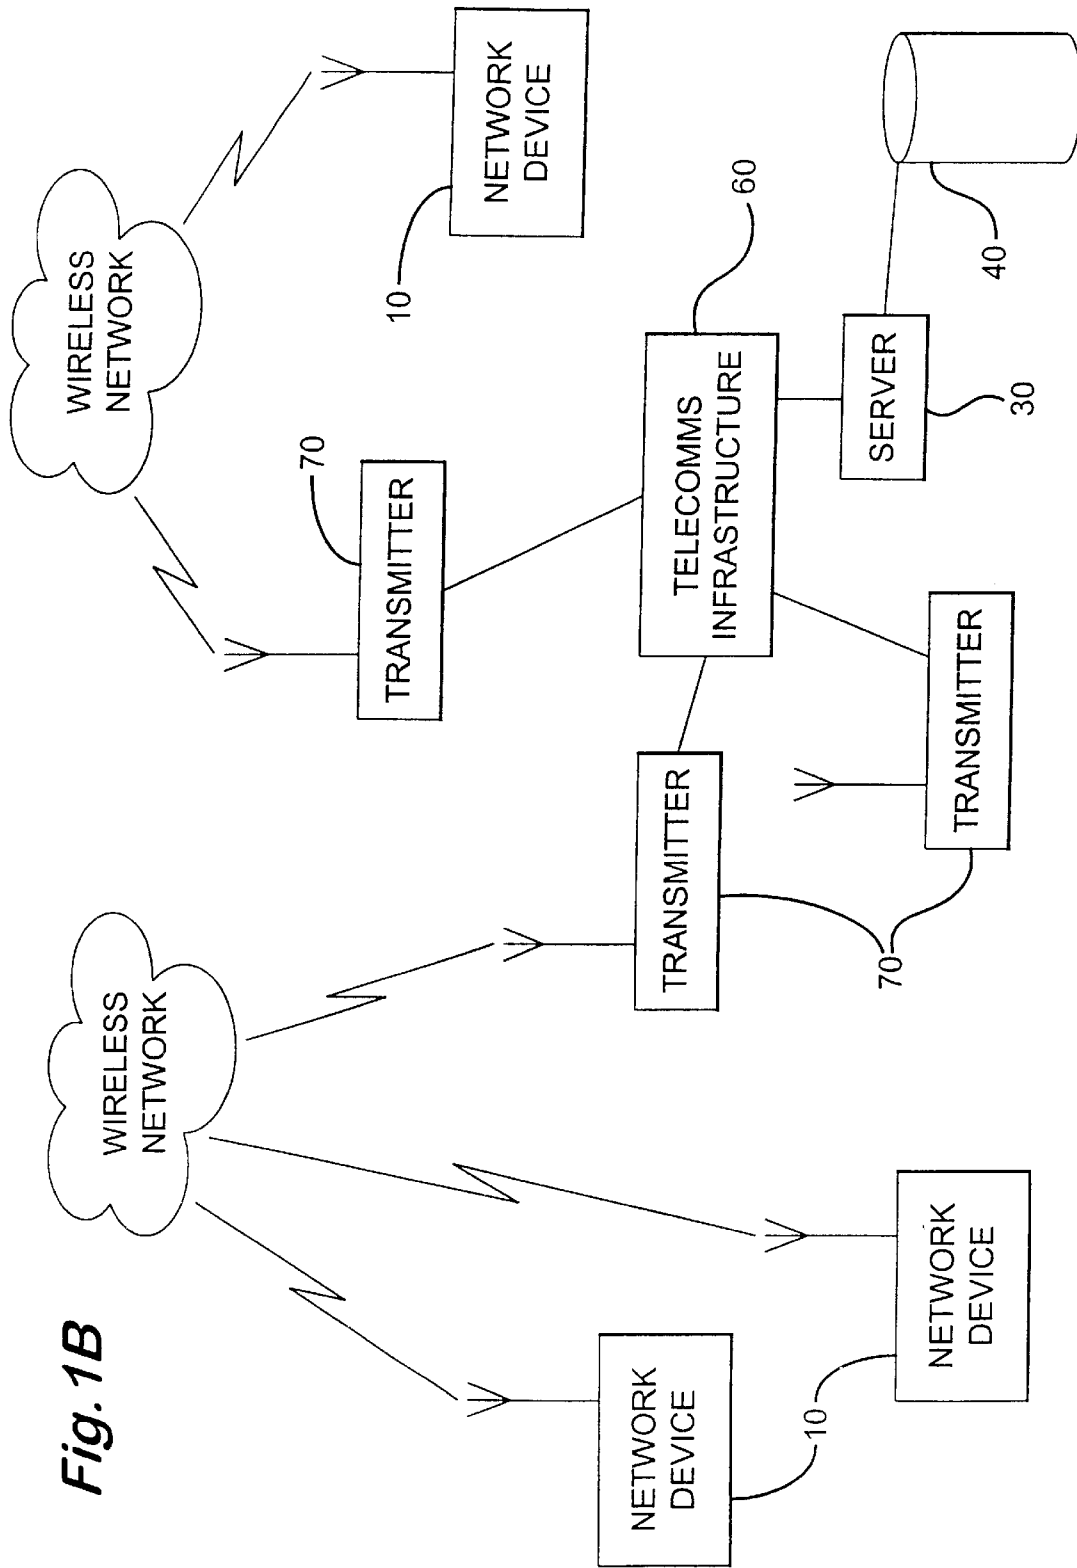 Fig. 1B
WIRELESS
NETWORK
WIRELESS
NETWORK
NETWORK
DEVICE
10
70
TRANSMITTER
NETWORK
DEVICE
10
NETWORK
DEVICE
TRANSMITTER
70
TRANSMITTER
TELECOMMS
INFRASTRUCTURE
60
SERVER
30
40